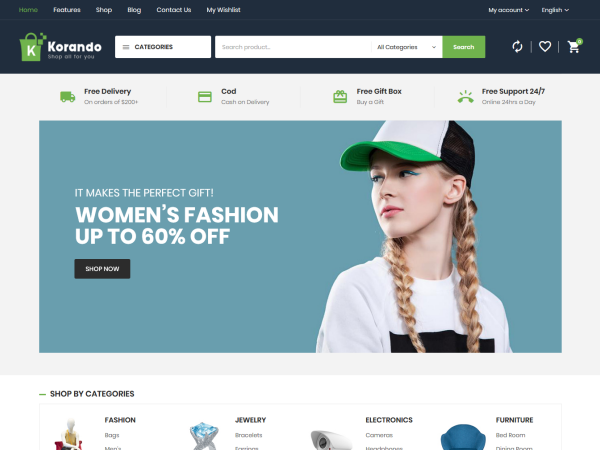 Home Features Shop Blog Contact Us My Wishlist My account English
K Korando
Shop all for you
CATEGORIES
Search product... All Categories Search
0
Free Delivery
On orders of $200+
Cod
Cash on Delivery
Free Gift Box
Buy a Gift
Free Support 24/7
Online 24hrs a Day
IT MAKES THE PERFECT GIFT!
WOMEN'S FASHION
UP TO 60% OFF
SHOP NOW
SHOP BY CATEGORIES
FASHION
Bags
Men's
JEWELRY
Bracelets
Earrings
ELECTRONICS
Cameras
Headphones
FURNITURE
Bed Room
Dining Room